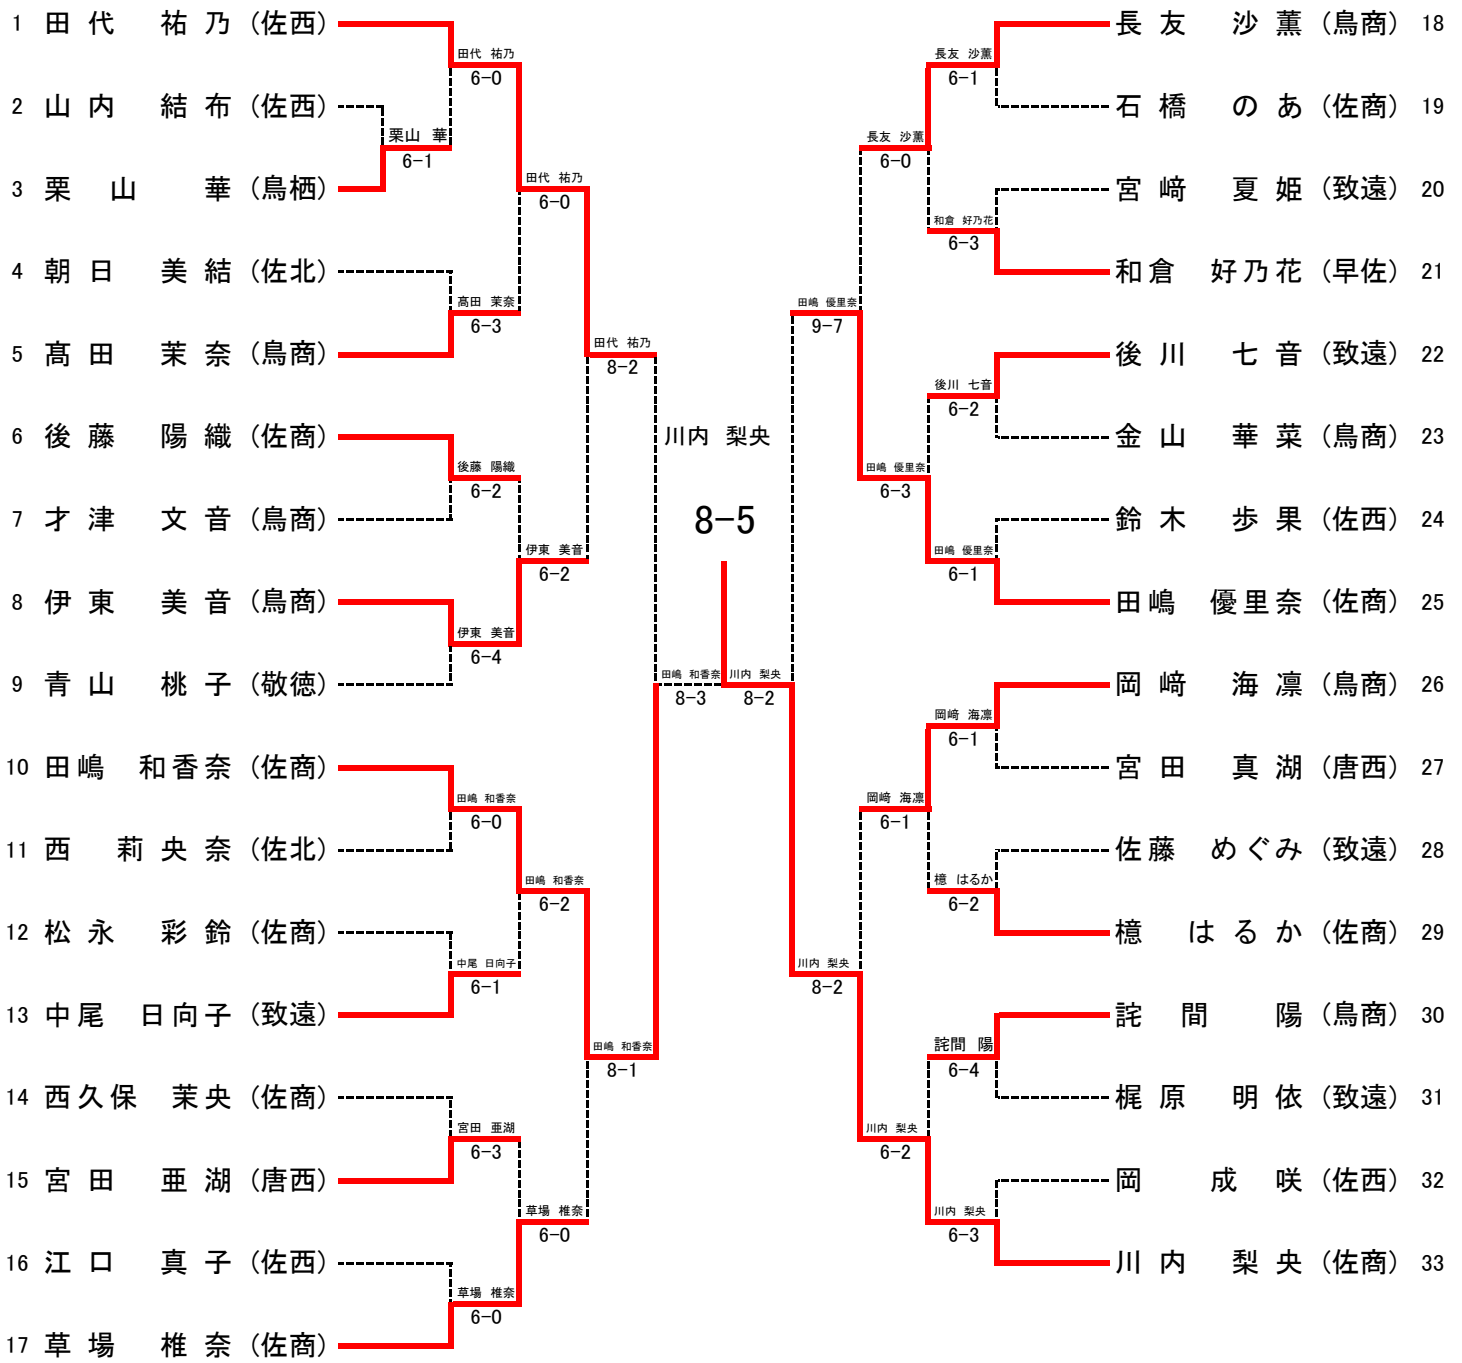 1 田代 祐乃 (佐西)
2 山内 結布 (佐西)
3 栗山 華 (鳥栖)
4 朝日 美結 (佐北)
5 髙田 茉奈 (鳥商)
6 後藤 陽織 (佐商)
7 才津 文音 (鳥商)
8 伊東 美音 (鳥商)
9 青山 桃子 (敬徳)
10 田嶋 和香奈 (佐商)
11 西 莉央奈 (佐北)
12 松永 彩鈴 (佐商)
13 中尾 日向子 (致遠)
14 西久保 茉央 (佐商)
15 宮田 亜湖 (唐西)
16 江口 真子 (佐西)
17 草場 椎奈 (佐商)
田代 祐乃
6-0
栗山 華
6-1
髙田 茉奈
6-3
後藤 陽織
6-2
伊東 美音
6-4
田嶋 和香奈
6-0
中尾 日向子
6-1
宮田 亜湖
6-3
草場 椎奈
6-0
田代 祐乃
6-0
伊東 美音
6-2
田嶋 和香奈
6-2
草場 椎奈
6-0
田代 祐乃
8-2
田嶋 和香奈
8-1
田嶋 和香奈
8-3
川内 梨央
8-5
川内 梨央
8-2
田嶋 優里奈
9-7
川内 梨央
8-2
長友 沙薫
6-0
田嶋 優里奈
6-3
岡﨑 海凛
6-1
川内 梨央
6-2
長友 沙薫
6-1
和倉 好乃花
6-3
後川 七音
6-2
田嶋 優里奈
6-1
岡﨑 海凛
6-1
檍 はるか
6-2
詫間 陽
6-4
川内 梨央
6-3
長友 沙薫 (鳥商) 18
石橋 のあ (佐商) 19
宮﨑 夏姫 (致遠) 20
和倉 好乃花 (早佐) 21
後川 七音 (致遠) 22
金山 華菜 (鳥商) 23
鈴木 歩果 (佐西) 24
田嶋 優里奈 (佐商) 25
岡﨑 海凛 (鳥商) 26
宮田 真湖 (唐西) 27
佐藤 めぐみ (致遠) 28
檍 はるか (佐商) 29
詫間 陽 (鳥商) 30
梶原 明依 (致遠) 31
岡 成咲 (佐西) 32
川内 梨央 (佐商) 33